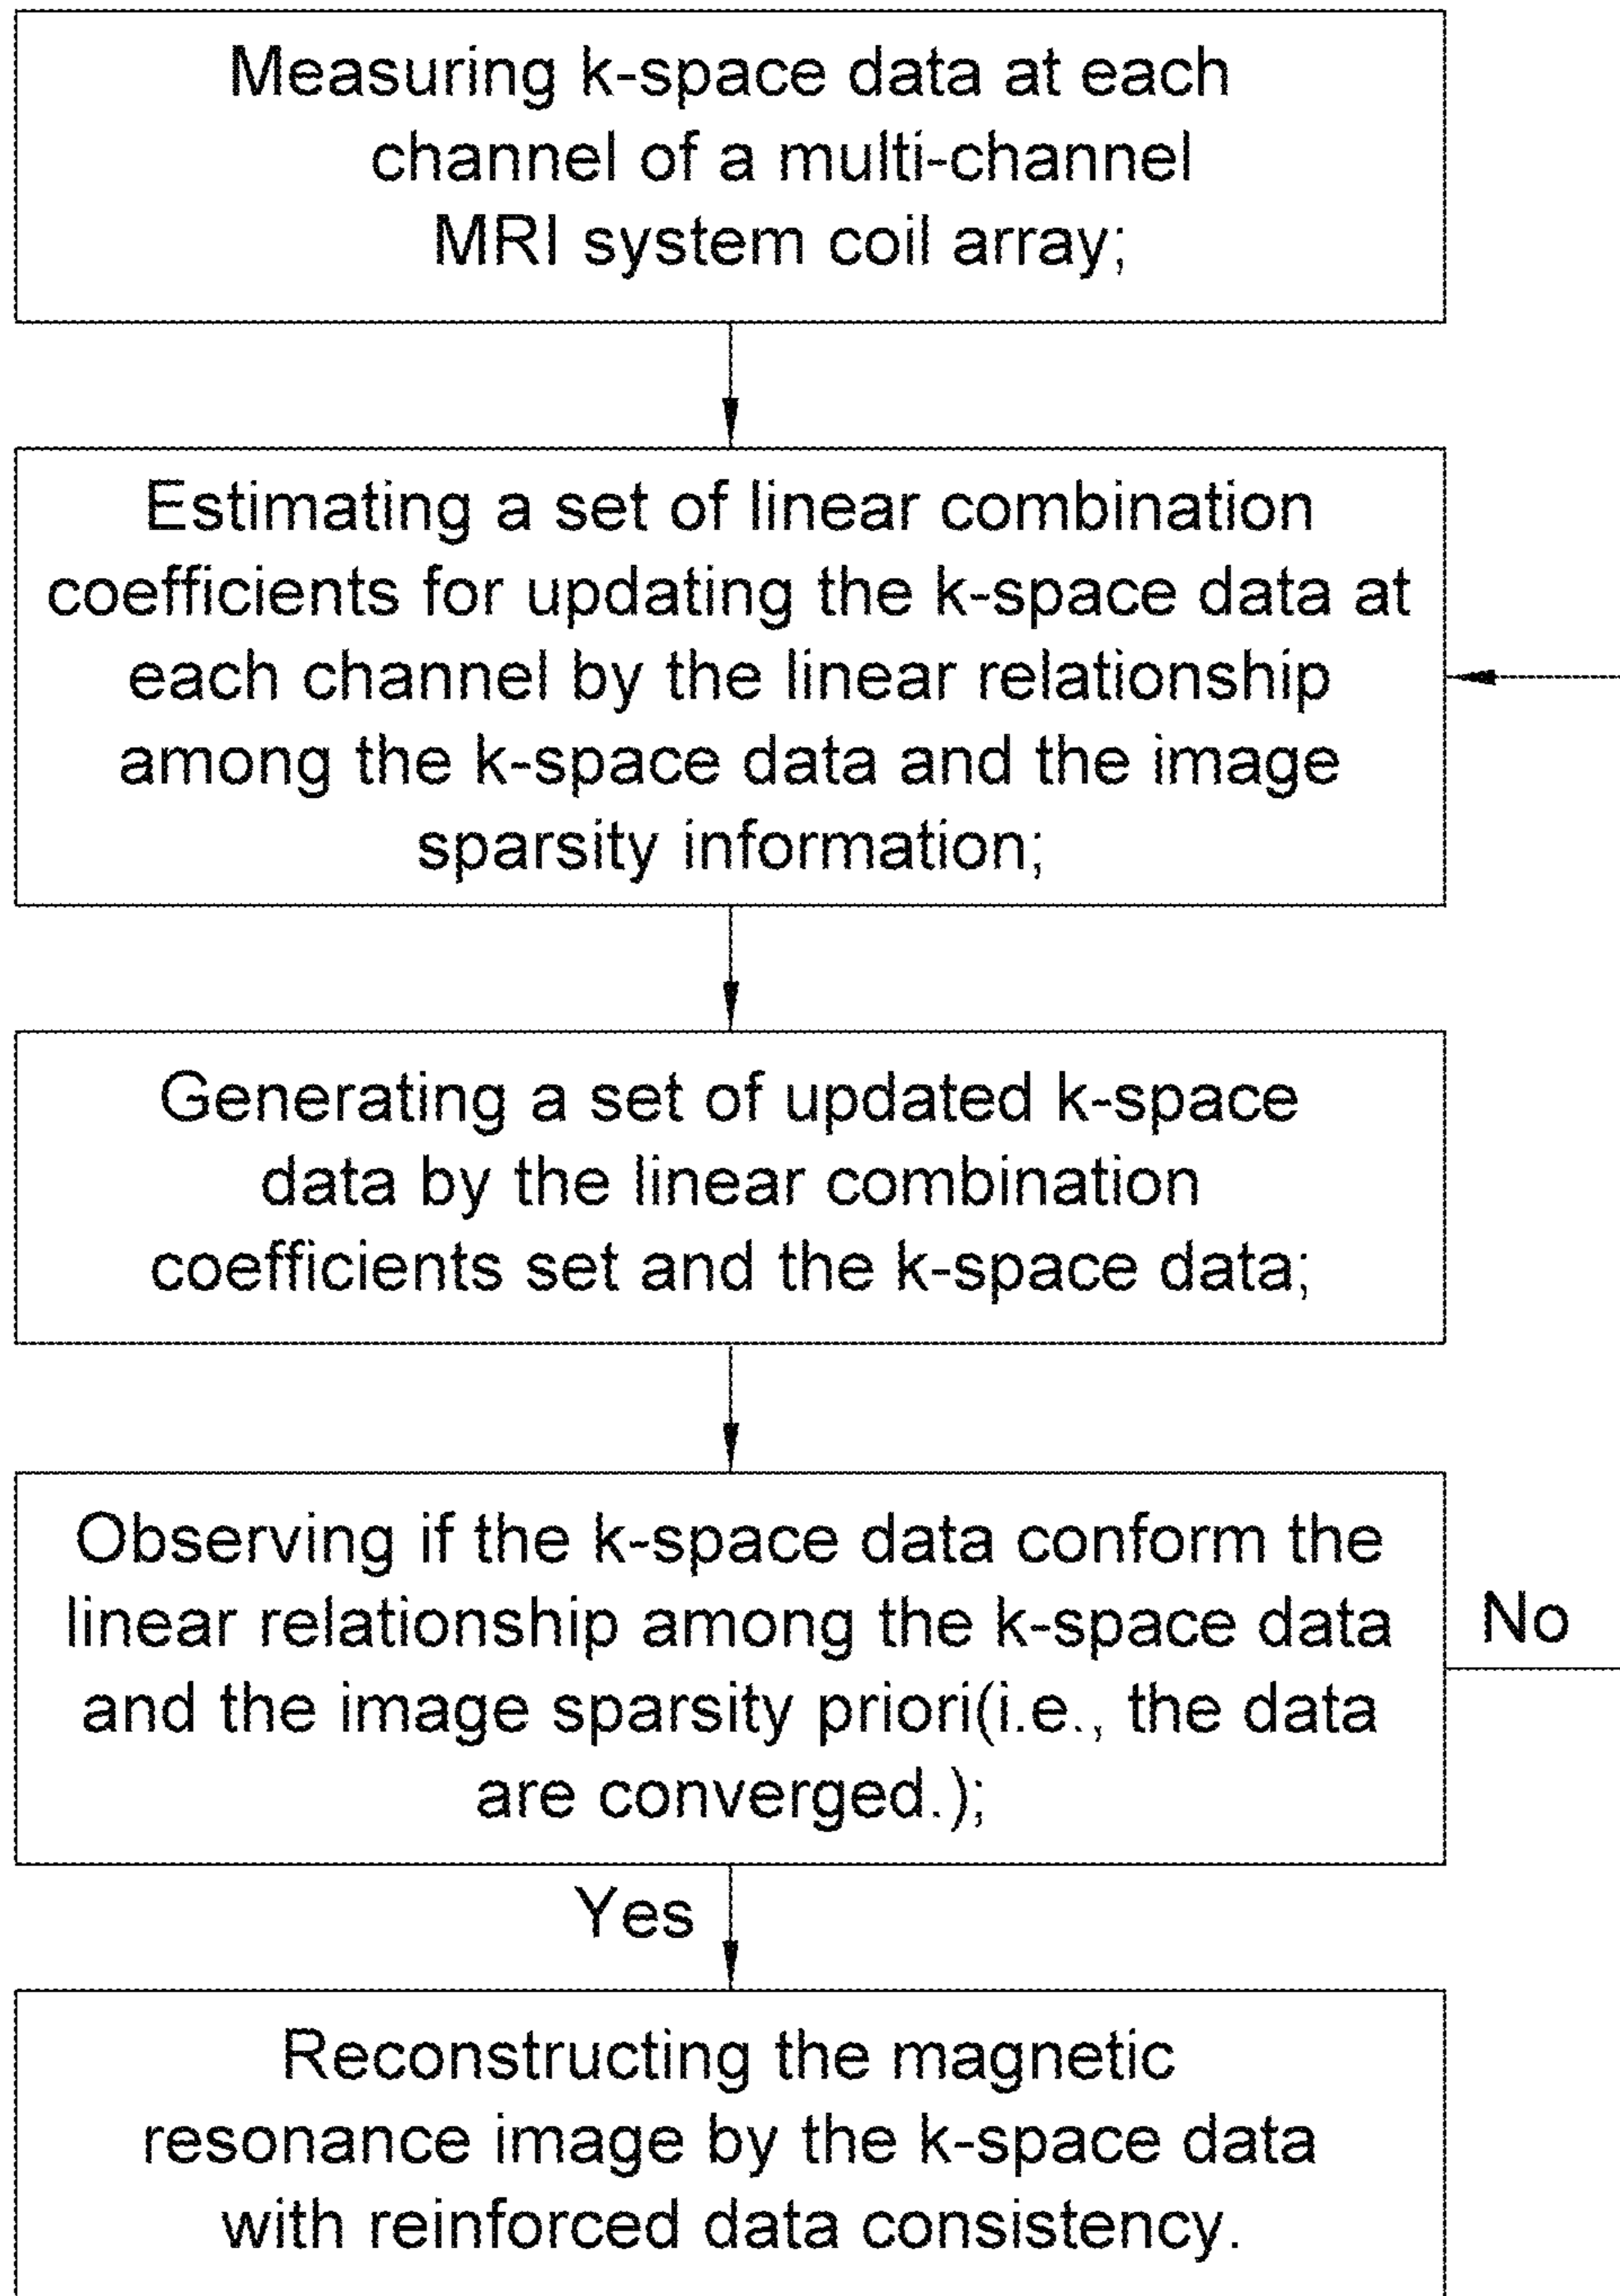 Measuring k-space data at each
channel of a multi-channel
MRI system coil array;
Estimating a set of linear combination
coefficients for updating the k-space data at
each channel by the linear relationship
among the k-space data and the image
sparsity information;
Generating a set of updated k-space
data by the linear combination
coefficients set and the k-space data;
Observing if the k-space data conform the
linear relationship among the k-space data
and the image sparsity priori(i.e., the data
are converged.);
No
Yes
Reconstructing the magnetic
resonance image by the k-space data
with reinforced data consistency.